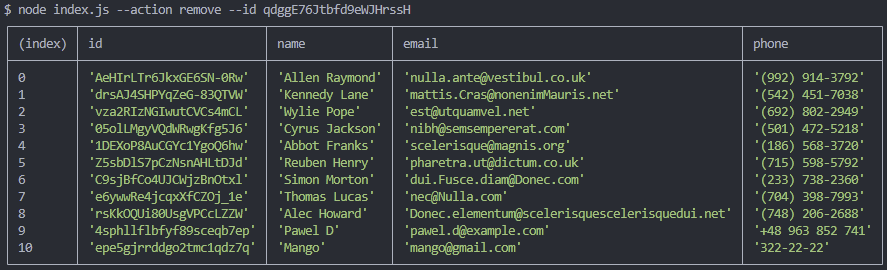 $ node index.js --action remove --id qdggE76Jtbfd9eWJHrssH
(index) id name email phone
0 'AeHIrLTr6JkxGE6SN-0Rw' 'Allen Raymond' 'nulla.ante@vestibul.co.uk' '(992) 914-3792'
1 'drsAJ4SHPYqZeG-83QTVW' 'Kennedy Lane' 'mattis.Cras@nonenimMauris.net' '(542) 451-7038'
2 'vza2RIzNGIwutCVCs4mCL' 'Wylie Pope' 'est@utquamvel.net' '(692) 802-2949'
3 '05olLMgyVQdWRwgKfg5J6' 'Cyrus Jackson' 'nibh@semsempererat.com' '(501) 472-5218'
4 '1DEXoP8AuCGYc1YgoQ6hw' 'Abbot Franks' 'scelerisque@magnis.org' '(186) 568-3720'
5 'Z5sbDlS7pCzNsnAHLtDJd' 'Reuben Henry' 'pharetra.ut@dictum.co.uk' '(715) 598-5792'
6 'C9sjBfCo4UJCWjzBnOtxl' 'Simon Morton' 'dui.Fusce.diam@Donec.com' '(233) 738-2360'
7 'e6ywwRe4jcqxXfCZOj_1e' 'Thomas Lucas' 'nec@Nulla.com' '(704) 398-7993'
8 'rsKkOQUi80UsgVPCcLZZW' 'Alec Howard' 'Donec.elementum@scelerisquescelerisquedui.net' '(748) 206-2688'
9 '4sphllflbfyf89sceqb7ep' 'Pawel D' 'pawel.d@example.com' '+48 963 852 741'
10 'epe5gjrrddgo2tmc1qdz7q' 'Mango' 'mango@gmail.com' '322-22-22'